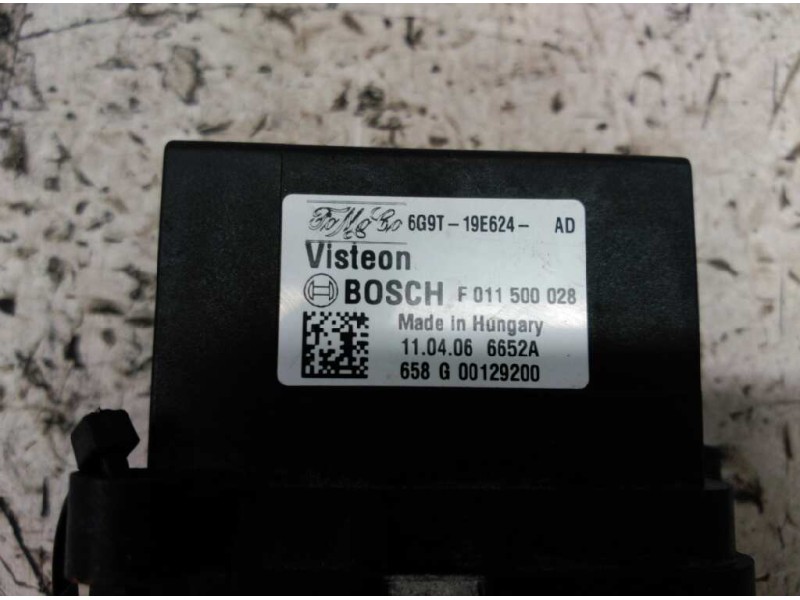 FoMoCo 6G9T-19E624- AD
Visteon
BOSCH F 011 500 028
Made in Hungary
11.04.06 6652A
658 G 00129200